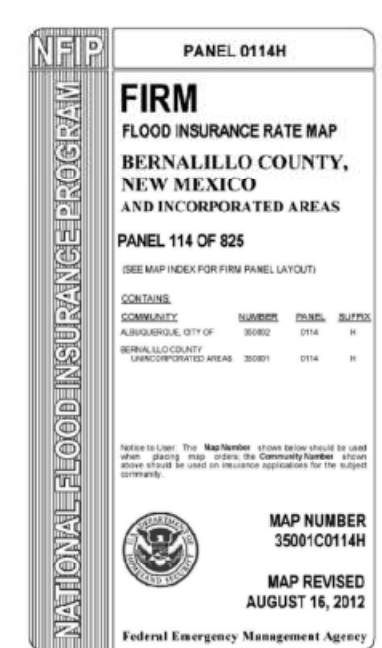 NFIP
PANEL 0114H
NATIONAL FLOOD INSURANCE PROGRAM
FIRM
FLOOD INSURANCE RATE MAP
BERNALILLO COUNTY,
NEW MEXICO
AND INCORPORATED AREAS
PANEL 114 OF 825
(SEE MAP INDEX FOR FIRM PANEL LAYOUT)
CONTAINS:
COMMUNITY NUMBER PANEL SUFFIX
ALBUQUERQUE, CITY OF 350002 0114 H
BERNALILLO COUNTY
UNINCORPORATED AREAS 350001 0114 H
Notice to User: The Map Number shown below should be used
when placing map orders; the Community Number shown
above should be used on insurance applications for the subject
community.
U.S. DEPARTMENT OF HOMELAND SECURITY
MAP NUMBER
35001C0114H
MAP REVISED
AUGUST 16, 2012
Federal Emergency Management Agency